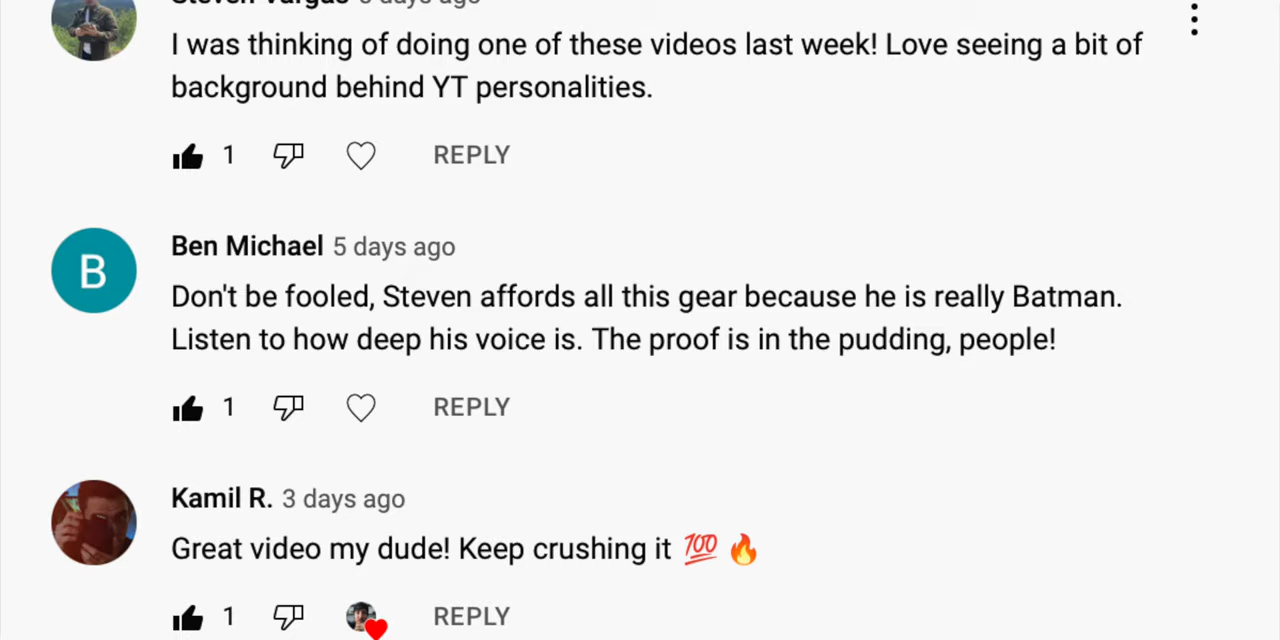 Steven Vargas 5 days ago
I was thinking of doing one of these videos last week! Love seeing a bit of
background behind YT personalities.
1 REPLY
B
Ben Michael 5 days ago
Don't be fooled, Steven affords all this gear because he is really Batman.
Listen to how deep his voice is. The proof is in the pudding, people!
1 REPLY
Kamil R. 3 days ago
Great video my dude! Keep crushing it 💯 🔥
1 REPLY